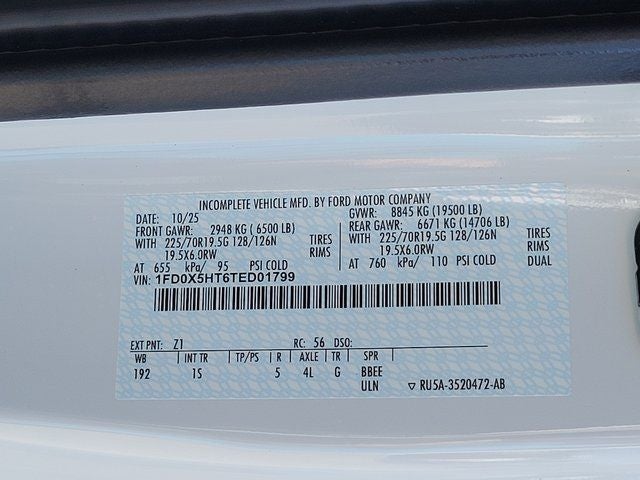 INCOMPLETE VEHICLE MFD. BY FORD MOTOR COMPANY
DATE: 10/25 GVWR: 8845 KG (19500 LB)
FRONT GAWR: 2948 KG ( 6500 LB) REAR GAWR: 6671 KG (14706 LB)
WITH 225/70R19.5G 128/126N TIRES WITH 225/70R19.5G 128/126N TIRES
19.5X6.0RW RIMS 19.5X6.0RW RIMS
AT 655 kPa/ 95 PSI COLD AT 760 kPa/ 110 PSI COLD DUAL
VIN: 1FD0X5HT6TED01799
EXT PNT: Z1 RC: 56 DSO:
WB INT TR TP/PS R AXLE TR SPR
192 1S 5 4L G BBEE
ULN RU5A-3520472-AB